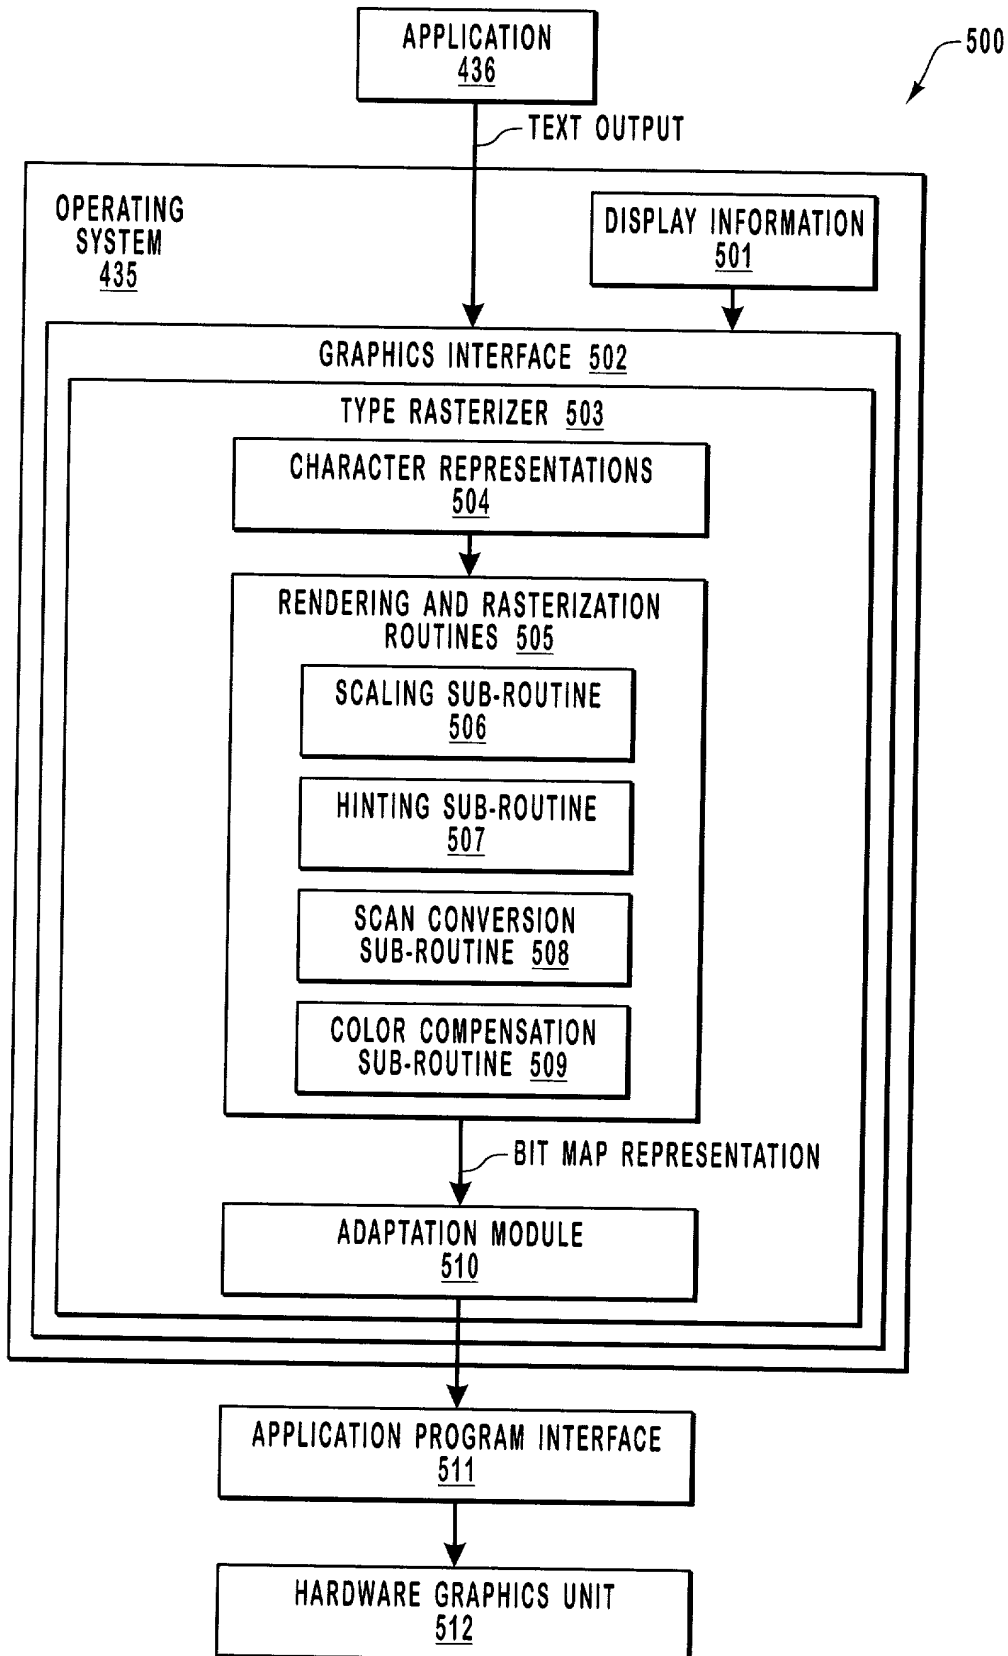 APPLICATION
436
500
TEXT OUTPUT
OPERATING
SYSTEM
435
DISPLAY INFORMATION
501
GRAPHICS INTERFACE 502
TYPE RASTERIZER 503
CHARACTER REPRESENTATIONS
504
RENDERING AND RASTERIZATION
ROUTINES 505
SCALING SUB-ROUTINE
506
HINTING SUB-ROUTINE
507
SCAN CONVERSION
SUB-ROUTINE 508
COLOR COMPENSATION
SUB-ROUTINE 509
BIT MAP REPRESENTATION
ADAPTATION MODULE
510
APPLICATION PROGRAM INTERFACE
511
HARDWARE GRAPHICS UNIT
512